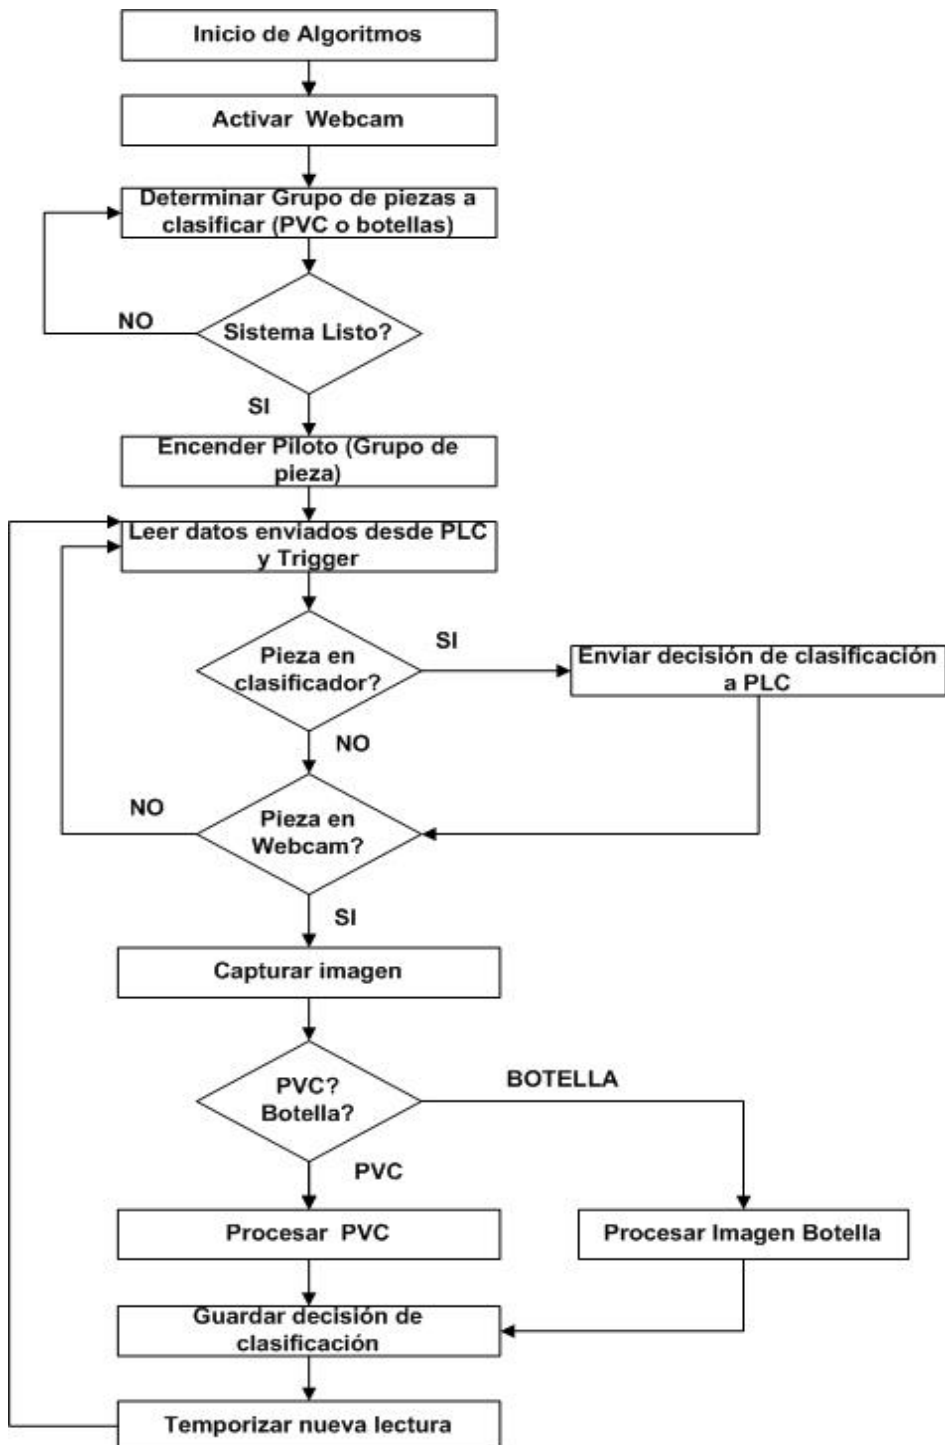 Inicio de Algoritmos
Activar Webcam
Determinar Grupo de piezas a
clasificar (PVC o botellas)
NO
Sistema Listo?
SI
Encender Piloto (Grupo de
pieza)
Leer datos enviados desde PLC
y Trigger
Pieza en
clasificador?
SI
Enviar decisión de clasificación
a PLC
NO
NO
Pieza en
Webcam?
SI
Capturar imagen
PVC?
Botella?
BOTELLA
PVC
Procesar PVC
Procesar Imagen Botella
Guardar decisión de
clasificación
Temporizar nueva lectura